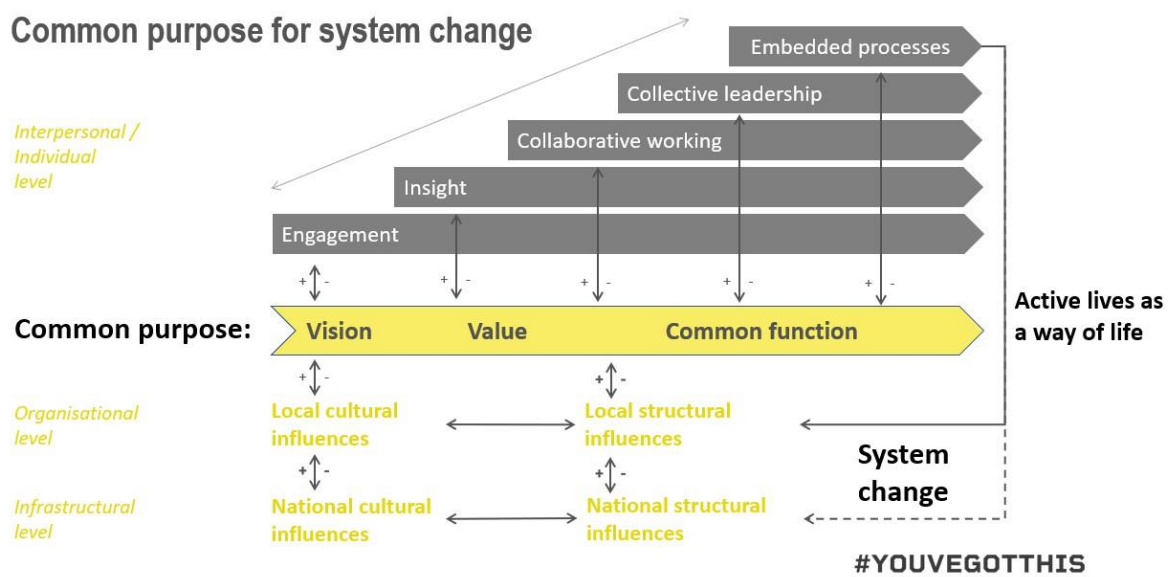 Common purpose for system change
Embedded processes
Collective leadership
Interpersonal /
Individual
level
Collaborative working
Insight
Engagement
+ -
+ -
+ -
+ -
+ -
Common purpose:
Vision
Value
Common function
Active lives as
a way of life
+ -
+ -
Organisational
level
Local cultural
influences
Local structural
influences
System
change
+ -
+ -
Infrastructural
level
National cultural
influences
National structural
influences
#YOUVEGOTTHIS